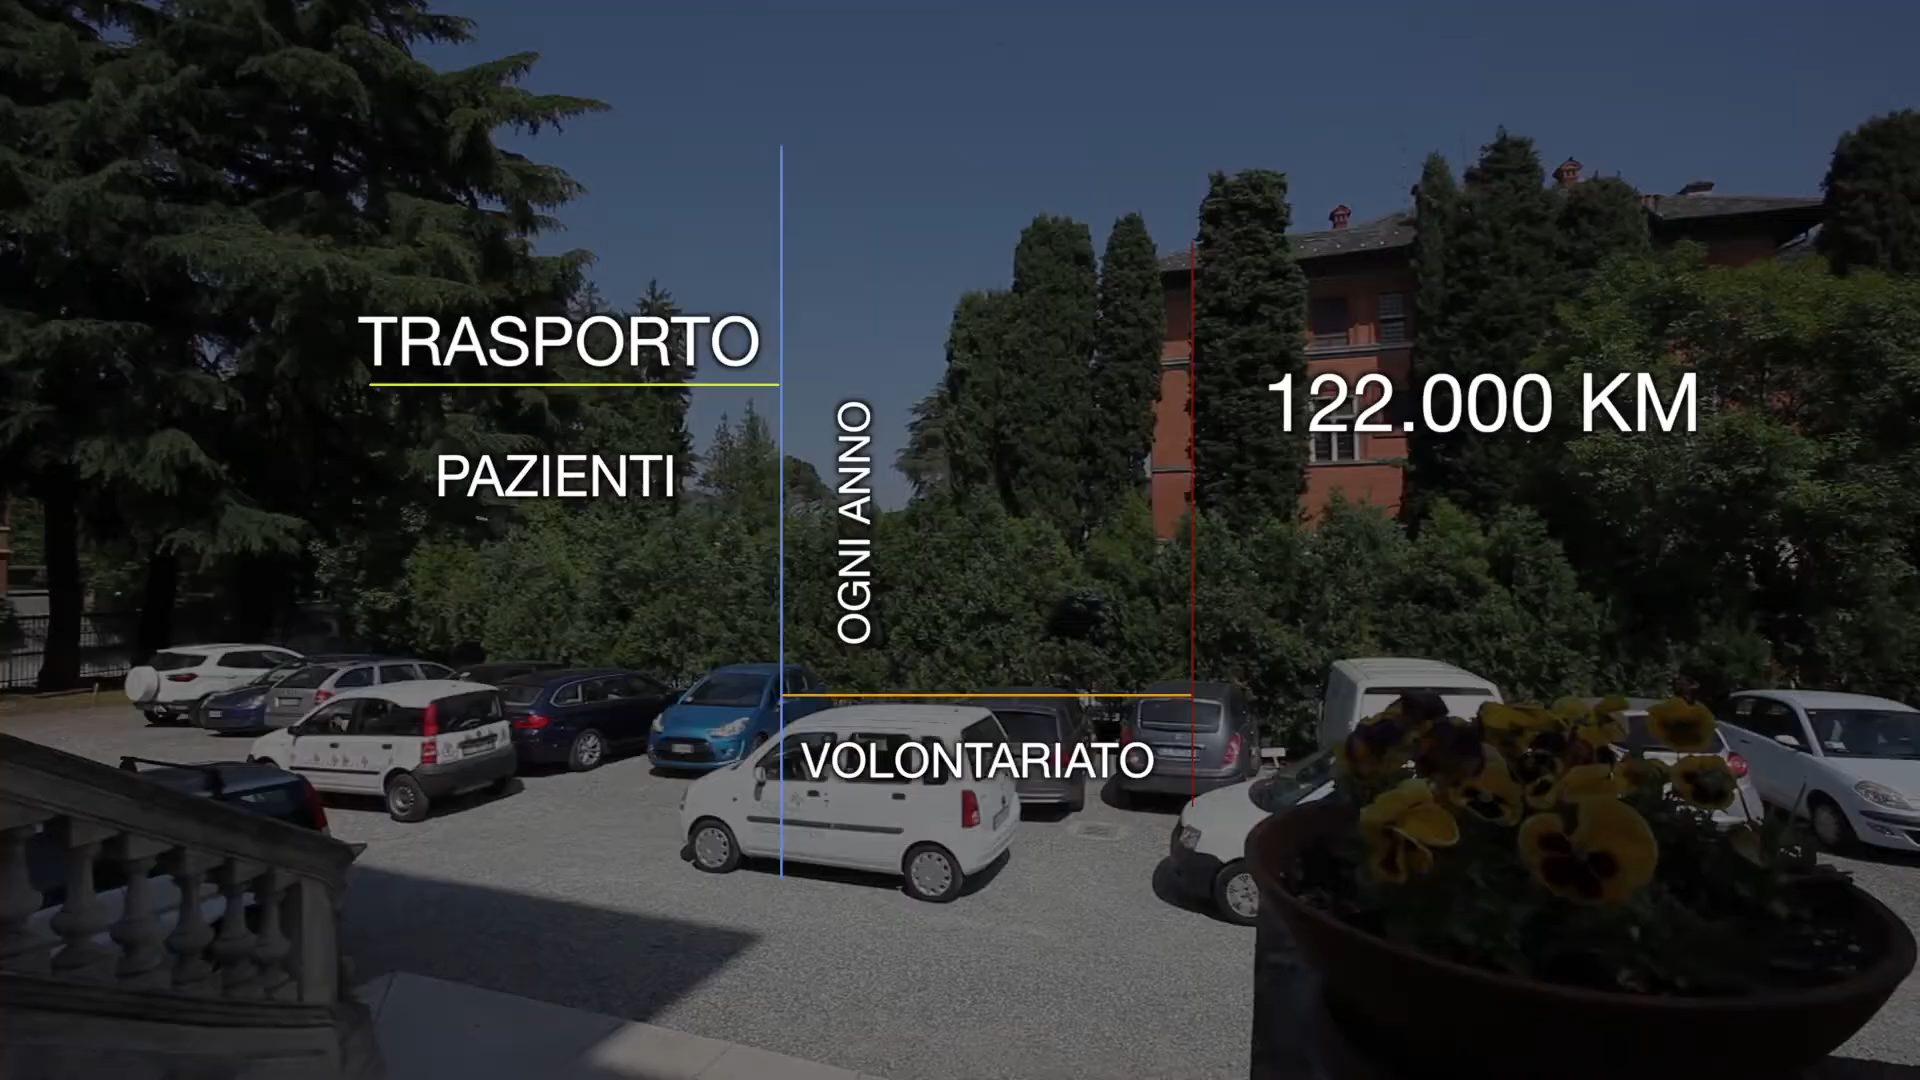 TRASPORTO
PAZIENTI
OGNI ANNO
VOLONTARIATO
122.000 KM